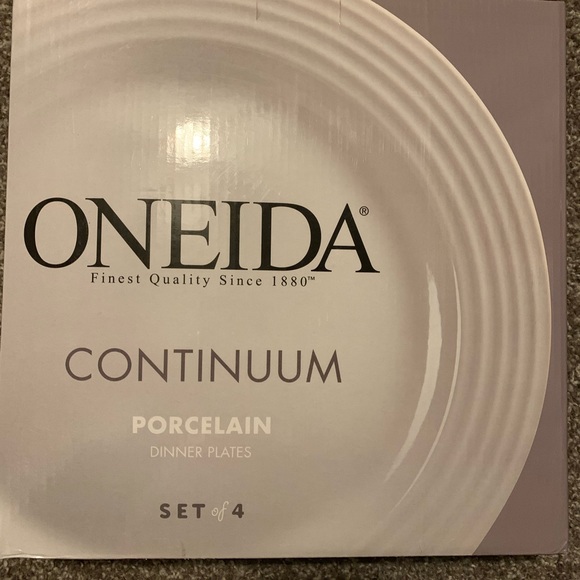 ONEIDA®
Finest Quality Since 1880™
CONTINUUM
PORCELAIN
DINNER PLATES
SET of 4